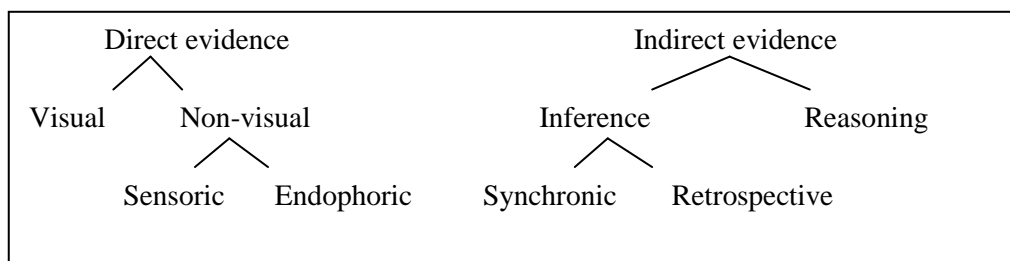 Direct evidence Indirect evidence
Visual Non-visual Inference Reasoning
Sensoric Endophoric Synchronic Retrospective